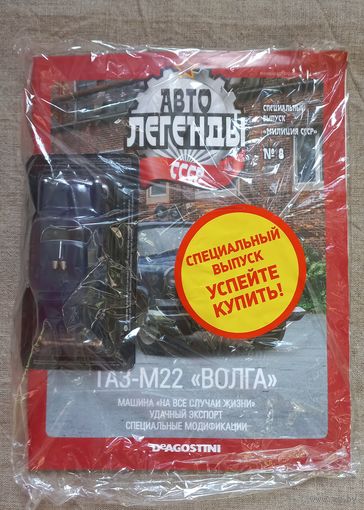 АВТО
ЛЕГЕНДЫ
СССР
СПЕЦИАЛЬНЫЙ
ВЫПУСК
«МИЛИЦИЯ СССР»
№ 8
СПЕЦИАЛЬНЫЙ
ВЫПУСК
УСПЕЙТЕ
КУПИТЬ!
ГАЗ-М22 «ВОЛГА»
МАШИНА «НА ВСЕ СЛУЧАИ ЖИЗНИ»
УДАЧНЫЙ ЭКСПОРТ
СПЕЦИАЛЬНЫЕ МОДИФИКАЦИИ
DeAGOSTINI